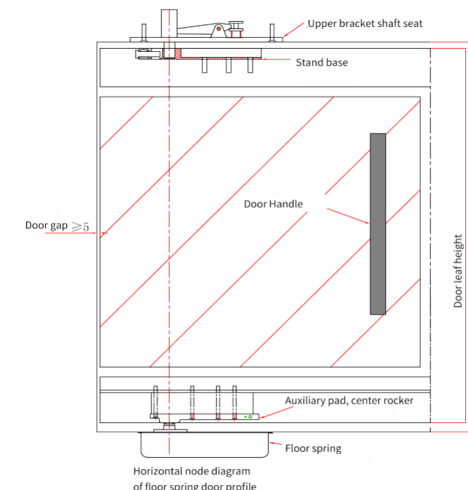 Upper bracket shaft seat
Stand base
Door Handle
Door gap ≥5
Door leaf height
Auxiliary pad, center rocker
Floor spring
Horizontal node diagram
of floor spring door profile